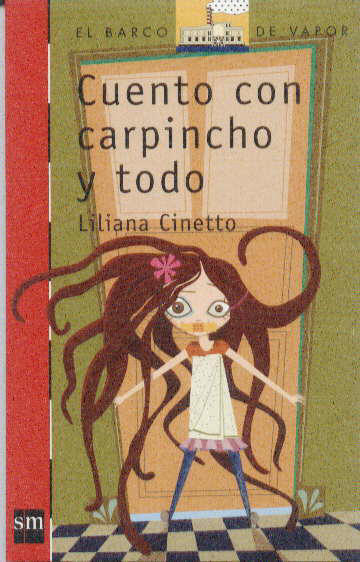 EL BARCO DE VAPOR
Cuento con
carpincho
y todo
Liliana Cinetto
sm